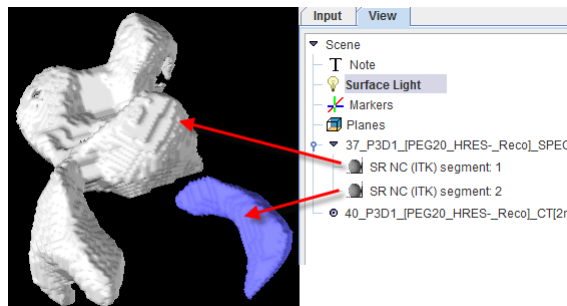 Input View
Scene
Note
Surface Light
Markers
Planes
37_P3D1_[PEG20_HRES-_Reco]_SPEC
SR NC (ITK) segment: 1
SR NC (ITK) segment: 2
40_P3D1_[PEG20_HRES-_Reco]_CT[2r